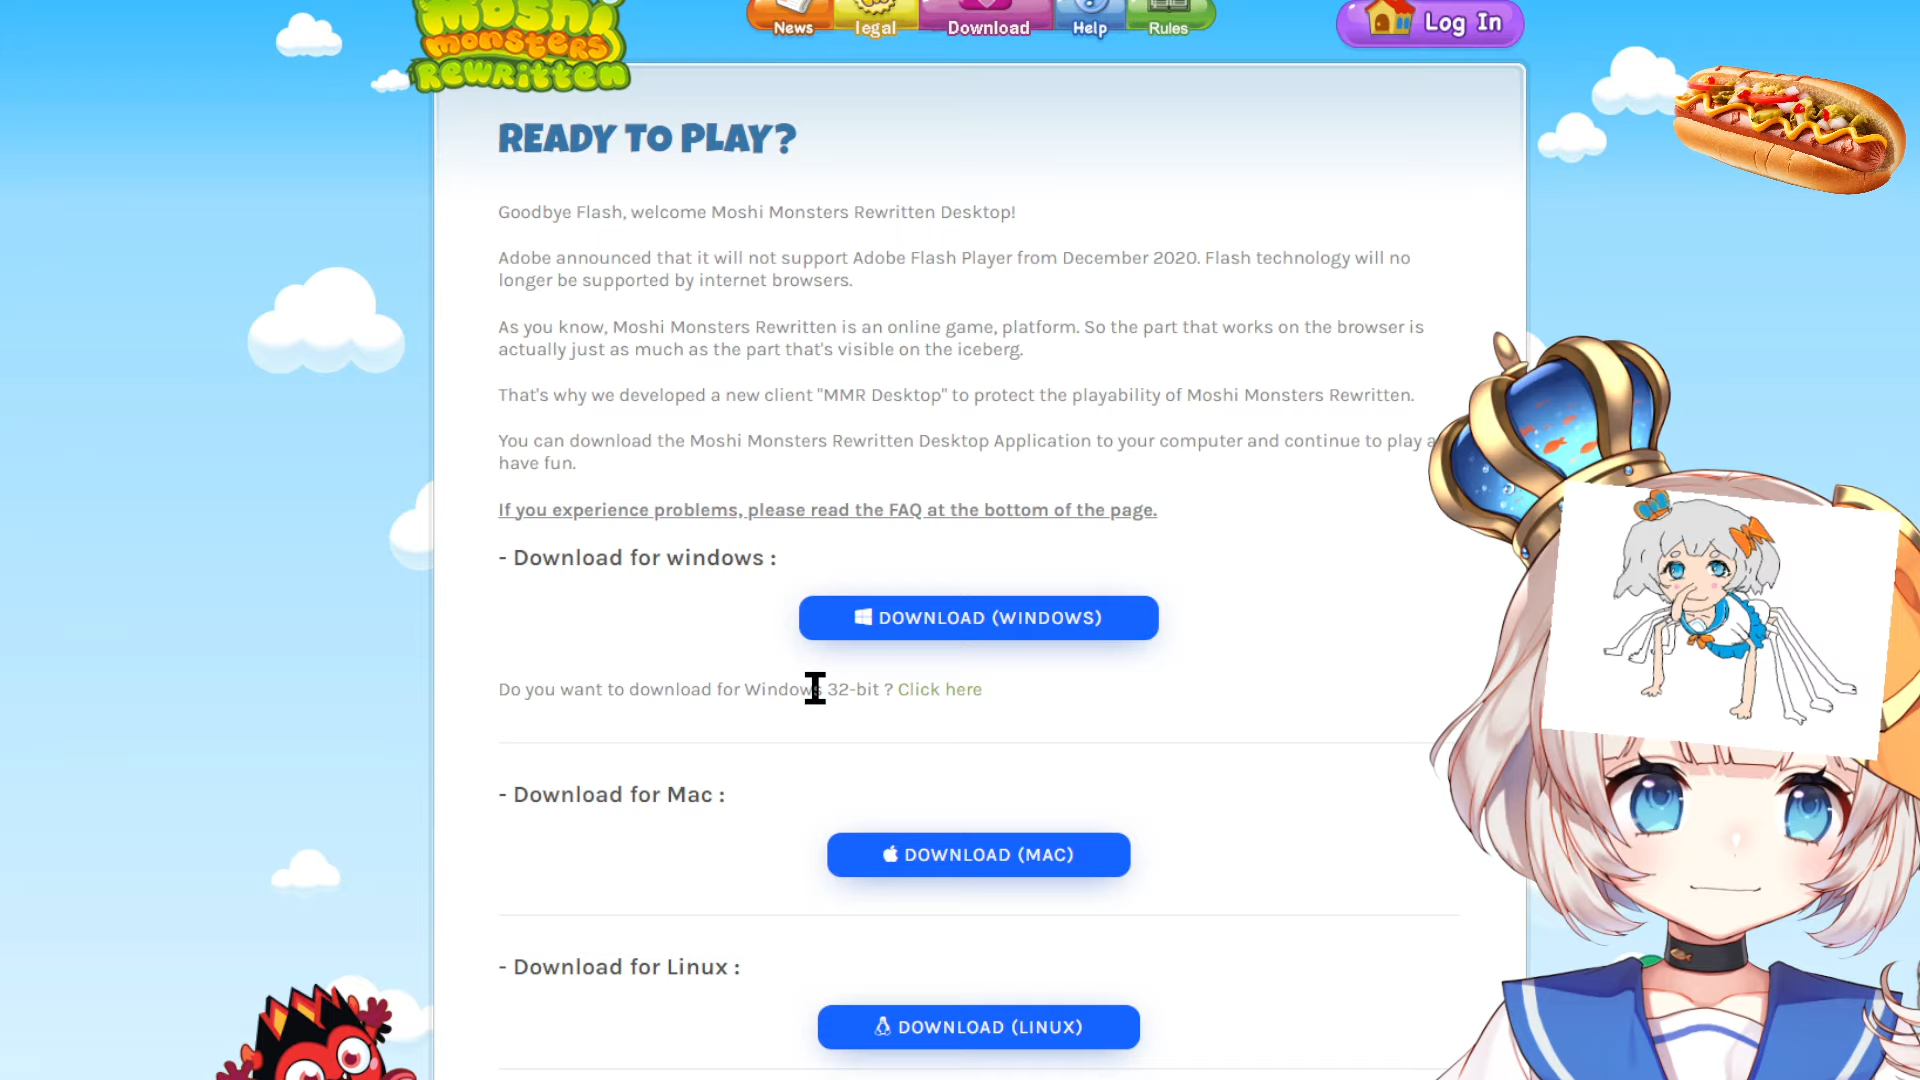 Moshi
monsters
Rewritten
News
legal
Download
Help
Rules
Log In
READY TO PLAY?
Goodbye Flash, welcome Moshi Monsters Rewritten Desktop!
Adobe announced that it will not support Adobe Flash Player from December 2020. Flash technology will no
longer be supported by internet browsers.
As you know, Moshi Monsters Rewritten is an online game, platform. So the part that works on the browser is
actually just as much as the part that's visible on the iceberg.
That's why we developed a new client "MMR Desktop" to protect the playability of Moshi Monsters Rewritten.
You can download the Moshi Monsters Rewritten Desktop Application to your computer and continue to play
have fun.
If you experience problems, please read the FAQ at the bottom of the page.
- Download for windows :
DOWNLOAD (WINDOWS)
Do you want to download for Windows 32-bit ? Click here
- Download for Mac :
DOWNLOAD (MAC)
- Download for Linux :
DOWNLOAD (LINUX)